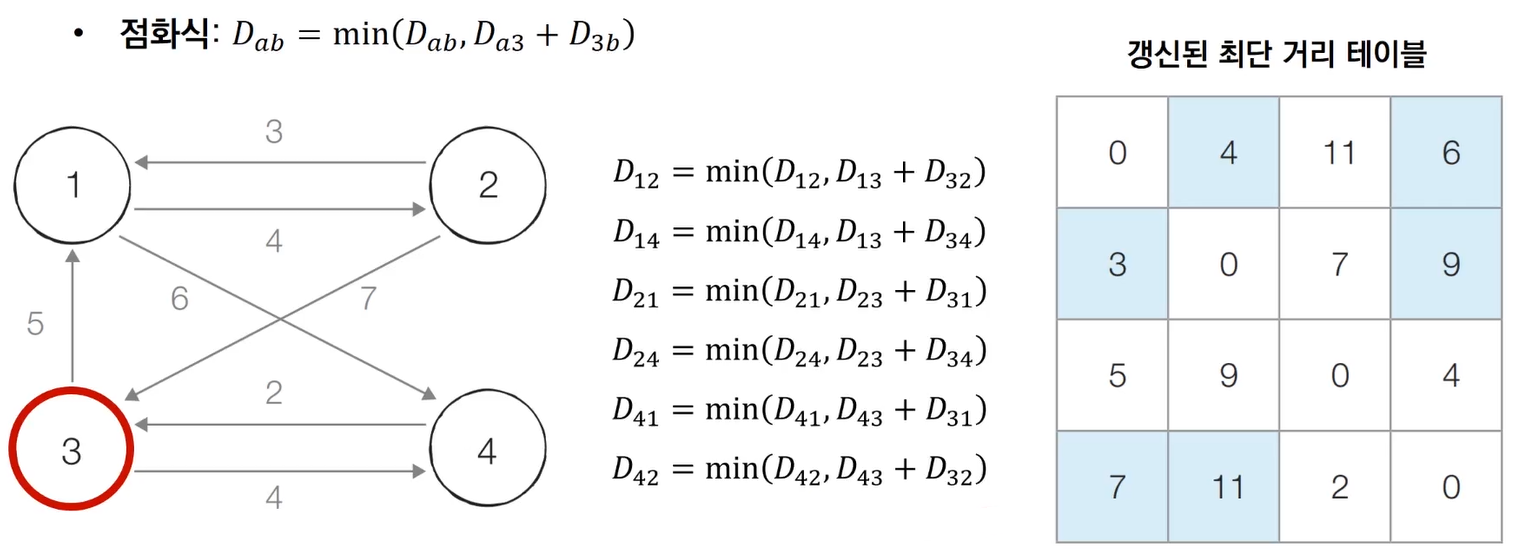 • 점화식: D_ab = min(D_ab, D_a3 + D_3b)
갱신된 최단 거리 테이블
1
2
3
4
3
4
6
7
5
2
4
D_12 = min(D_12, D_13 + D_32)
D_14 = min(D_14, D_13 + D_34)
D_21 = min(D_21, D_23 + D_31)
D_24 = min(D_24, D_23 + D_34)
D_41 = min(D_41, D_43 + D_31)
D_42 = min(D_42, D_43 + D_32)
0 4 11 6
3 0 7 9
5 9 0 4
7 11 2 0